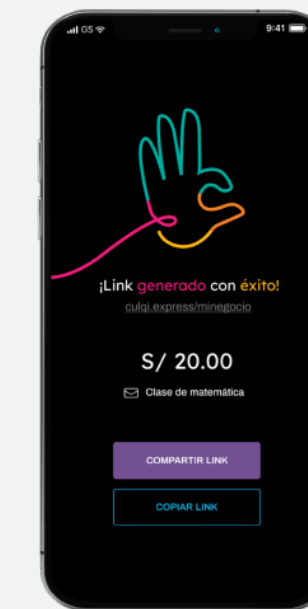 GS 9:41
¡Link generado con éxito!
culqi.express/minegocio
S/ 20.00
Clase de matemática
COMPARTIR LINK
COPIAR LINK